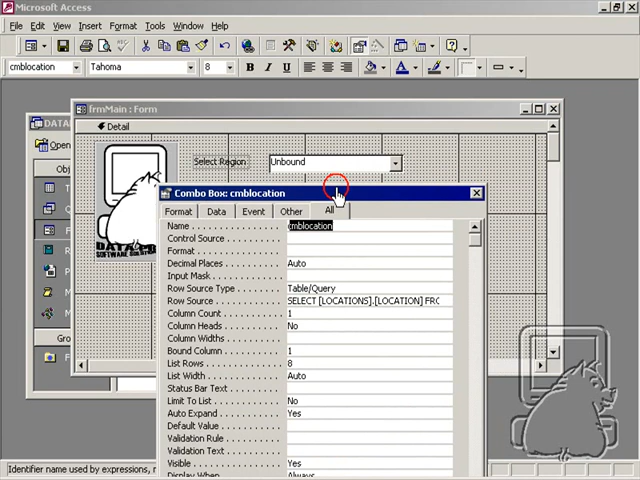 Microsoft Access
File Edit View Insert Format Tools Window Help
cmblocation Tahoma 8 B I U
frmMain : Form
Detail
Select Region Unbound
Open
Combo Box: cmblocation
Format Data Event Other All
Name cmblocation
Control Source
Format
Decimal Places Auto
Input Mask
Row Source Type Table/Query
Row Source SELECT [LOCATIONS].[LOCATION] FRO
Column Count 1
Column Heads No
Column Widths
Bound Column 1
List Rows 8
List Width Auto
Status Bar Text
Limit To List No
Auto Expand Yes
Default Value
Validation Rule
Validation Text
Visible Yes
Display When Always
Identifier name used by expressions,
NUM